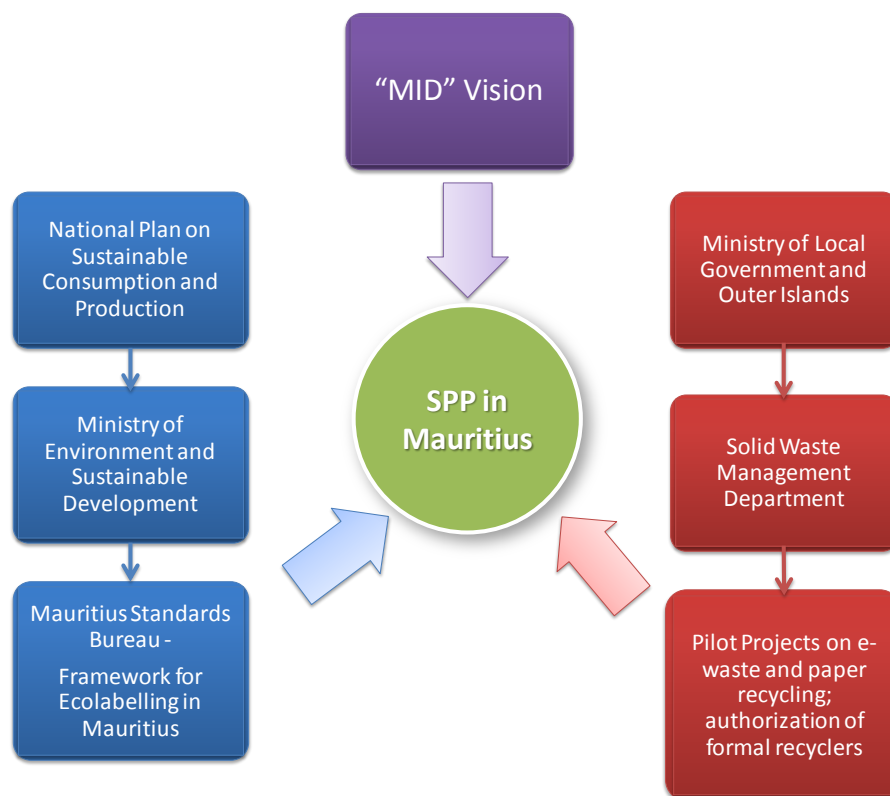 “MID” Vision
National Plan on
Sustainable
Consumption and
Production
Ministry of
Environment and
Sustainable
Development
Mauritius Standards
Bureau -
Framework for
Ecolabelling in
Mauritius
SPP in
Mauritius
Ministry of Local
Government and
Outer Islands
Solid Waste
Management
Department
Pilot Projects on e-
waste and paper
recycling;
authorization of
formal recyclers